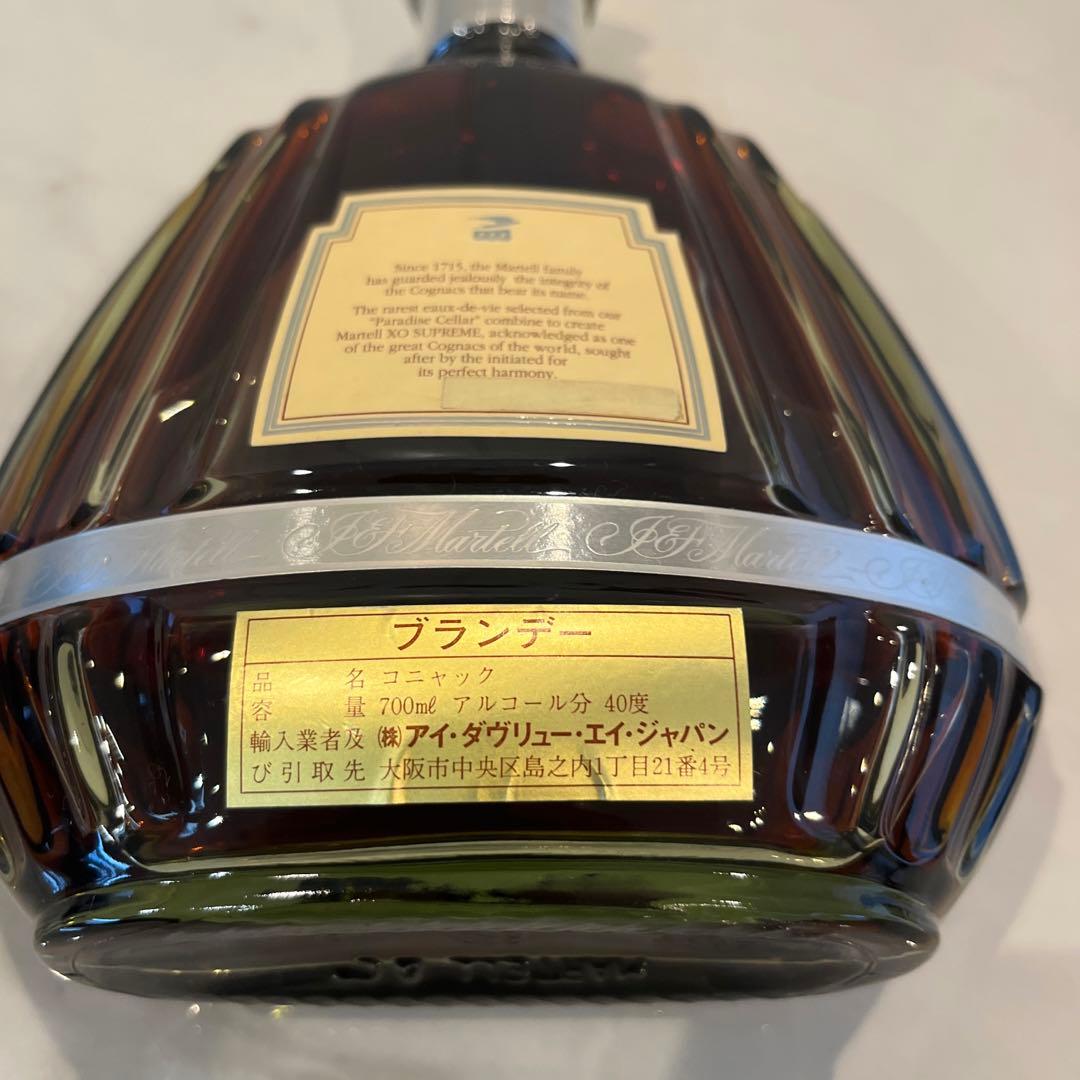 Since 1715, the Martell family
has guarded jealously the integrity of
the Cognacs that bear its name.
The rarest eaux-de-vie selected from our
"Paradise Cellar" combine to create
Martell XO SUPREME, acknowledged as one
of the great Cognacs of the world, sought
after by the initiated for
its perfect harmony.
J&F Martell J&F Martell
ブランデー
品名 コニャック
容量 700mℓ アルコール分 40度
輸入業者及 ㈱アイ・ダヴリュー・エイ・ジャパン
び引取先 大阪市中央区島之内1丁目21番4号